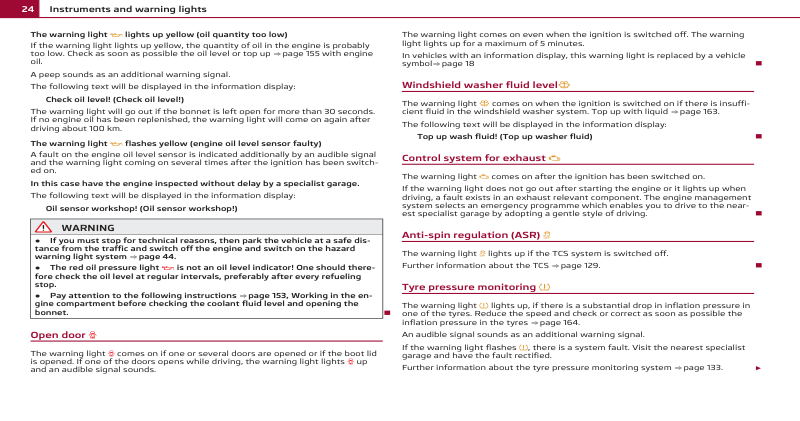 24 Instruments and warning lights
The warning light lights up yellow (oil quantity too low)
If the warning light lights up yellow, the quantity of oil in the engine is probably
too low. Check as soon as possible the oil level or top up ⇒ page 155 with engine
oil.
A peep sounds as an additional warning signal.
The following text will be displayed in the information display:
Check oil level! (Check oil level!)
The warning light will go out if the bonnet is left open for more than 30 seconds.
If no engine oil has been replenished, the warning light will come on again after
driving about 100 km.
The warning light flashes yellow (engine oil level sensor faulty)
A fault on the engine oil level sensor is indicated additionally by an audible signal
and the warning light coming on several times after the ignition has been switch-
ed on.
In this case have the engine inspected without delay by a specialist garage.
The following text will be displayed in the information display:
Oil sensor workshop! (Oil sensor workshop!)
WARNING
● If you must stop for technical reasons, then park the vehicle at a safe dis-
tance from the traffic and switch off the engine and switch on the hazard
warning light system ⇒ page 44.
● The red oil pressure light is not an oil level indicator! One should there-
fore check the oil level at regular intervals, preferably after every refueling
stop.
● Pay attention to the following instructions ⇒ page 153, Working in the en-
gine compartment before checking the coolant fluid level and opening the
bonnet.
Open door
The warning light comes on if one or several doors are opened or if the boot lid
is opened. If one of the doors opens while driving, the warning light lights up
and an audible signal sounds.
The warning light comes on even when the ignition is switched off. The warning
light lights up for a maximum of 5 minutes.
In vehicles with an information display, this warning light is replaced by a vehicle
symbol ⇒ page 18
Windshield washer fluid level
The warning light comes on when the ignition is switched on if there is insuffi-
cient fluid in the windshield washer system. Top up with liquid ⇒ page 163.
The following text will be displayed in the information display:
Top up wash fluid! (Top up washer fluid)
Control system for exhaust
The warning light comes on after the ignition has been switched on.
If the warning light does not go out after starting the engine or it lights up when
driving, a fault exists in an exhaust relevant component. The engine management
system selects an emergency programme which enables you to drive to the near-
est specialist garage by adopting a gentle style of driving.
Anti-spin regulation (ASR)
The warning light lights up if the TCS system is switched off.
Further information about the TCS ⇒ page 129.
Tyre pressure monitoring
The warning light lights up, if there is a substantial drop in inflation pressure in
one of the tyres. Reduce the speed and check or correct as soon as possible the
inflation pressure in the tyres ⇒ page 164.
An audible signal sounds as an additional warning signal.
If the warning light flashes , there is a system fault. Visit the nearest specialist
garage and have the fault rectified.
Further information about the tyre pressure monitoring system ⇒ page 133.